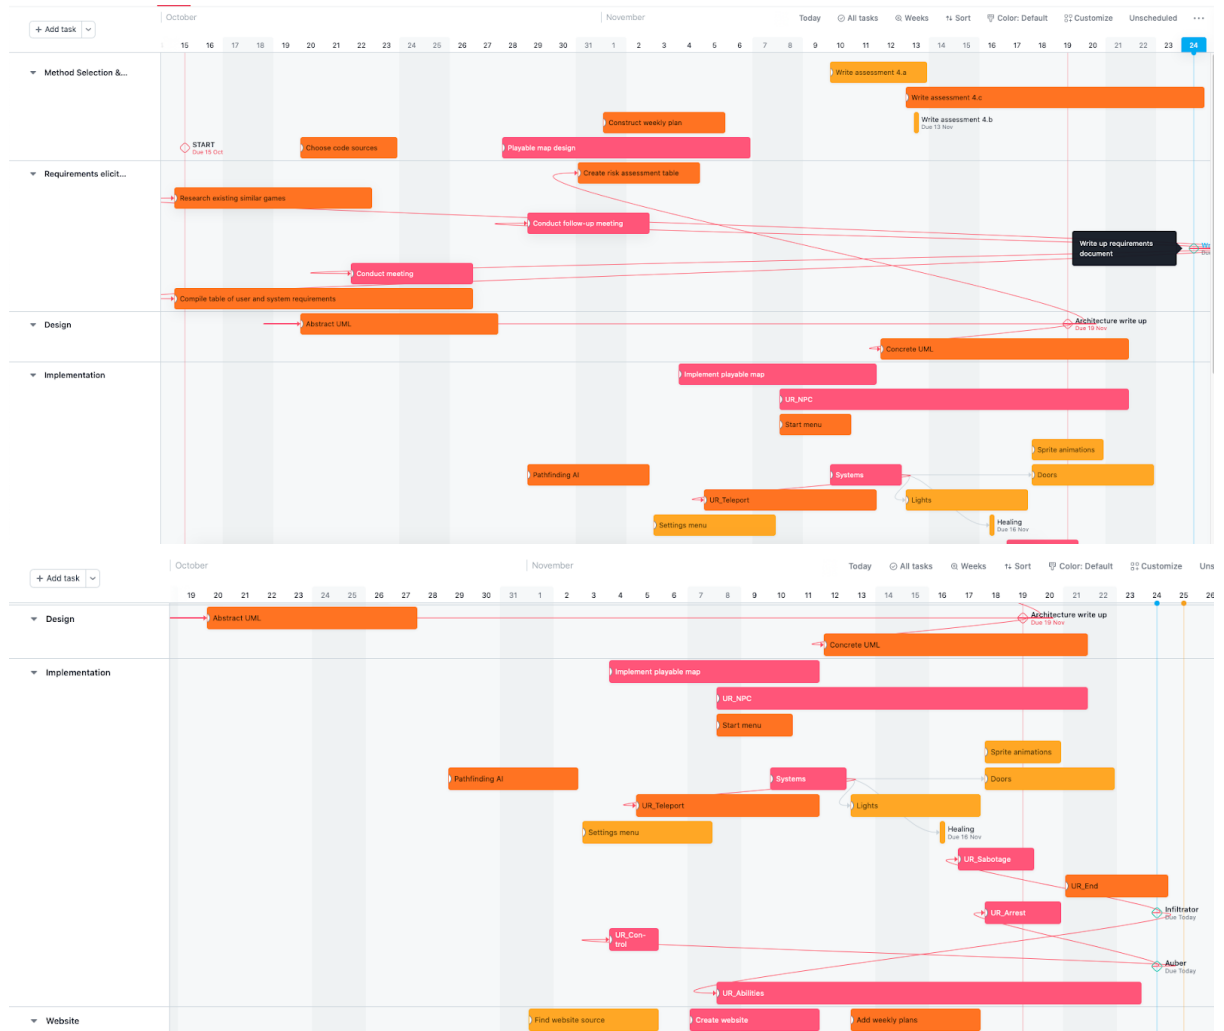 October
November
Today
All tasks
Weeks
Sort
Color: Default
Customize
Unscheduled
+ Add task
15 16 17 18 19 20 21 22 23 24 25 26 27 28 29 30 31 1 2 3 4 5 6 7 8 9 10 11 12 13 14 15 16 17 18 19 20 21 22 23 24
Method Selection &...
Write assessment 4.a
Write assessment 4.c
Construct weekly plan
Write assessment 4.b
Due 13 Nov
START
Due 15 Oct
Choose code sources
Playable map design
Requirements elicit...
Create risk assessment table
Research existing similar games
Conduct follow-up meeting
Write up requirements
document
Conduct meeting
Compile table of user and system requirements
Design
Abstract UML
Architecture write up
Due 19 Nov
Concrete UML
Implementation
Implement playable map
UR_NPC
Start menu
Sprite animations
Pathfinding AI
Systems
Doors
UR_Teleport
Lights
Settings menu
Healing
Due 16 Nov
October
November
Today
All tasks
Weeks
Sort
Color: Default
Customize
Uns
+ Add task
19 20 21 22 23 24 25 26 27 28 29 30 31 1 2 3 4 5 6 7 8 9 10 11 12 13 14 15 16 17 18 19 20 21 22 23 24 25 26
Design
Abstract UML
Architecture write up
Due 19 Nov
Concrete UML
Implementation
Implement playable map
UR_NPC
Start menu
Sprite animations
Pathfinding AI
Systems
Doors
UR_Teleport
Lights
Settings menu
Healing
Due 16 Nov
UR_Sabotage
UR_End
UR_Arrest
Infiltrator
Due Today
UR_Con-
trol
Auber
Due Today
UR_Abilities
Website
Find website source
Create website
Add weekly plans